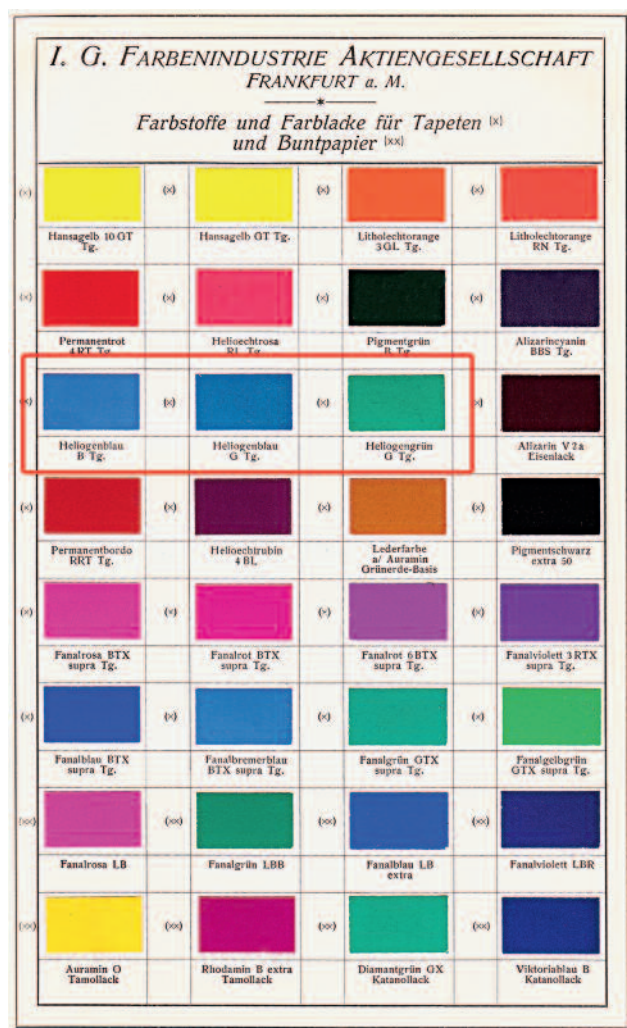 I. G. FARBENINDUSTRIE AKTIENGESELLSCHAFT
FRANKFURT a. M.
Farbstoffe und Farblacke für Tapeten (x)
und Buntpapier (xx)
(x) (x) (x) (x)
Hansagelb 10 GT Tg.
Hansagelb GT Tg.
Litholechtorange 3 GL Tg.
Litholechtorange RN Tg.
(x) (x) (x) (x)
Permanentrot 4 RT Tg.
Helioechtrosa RL Tg.
Pigmentgrün B Tg.
Alizarincyanin BBS Tg.
(x) (x) (x) (x)
Heliogenblau B Tg.
Heliogenblau G Tg.
Heliogengrün G Tg.
Alizarin V 2 a Eisenlack
(x) (x) (x) (x)
Permanentbordo RRT Tg.
Helioechtrubin 4 BL
Lederfarbe a/ Auramin Grünerde-Basis
Pigmentschwarz extra 50
(x) (x) (x) (x)
Fanalrosa BTX supra Tg.
Fanalrot BTX supra Tg.
Fanalrot 6 BTX supra Tg.
Fanalviolett 3 RTX supra Tg.
(x) (x) (x) (x)
Fanalblau BTX supra Tg.
Fanalbremerblau BTX supra Tg.
Fanalgrün GTX supra Tg.
Fanalgelbgrün GTX supra Tg.
(xx) (xx) (xx) (xx)
Fanalrosa LB
Fanalgrün LBB
Fanalblau LB extra
Fanalviolett LBR
(xx) (xx) (xx) (xx)
Auramin O Tamollack
Rhodamin B extra Tamollack
Diamantgrün GX Katanollack
Viktoriablau B Katanollack